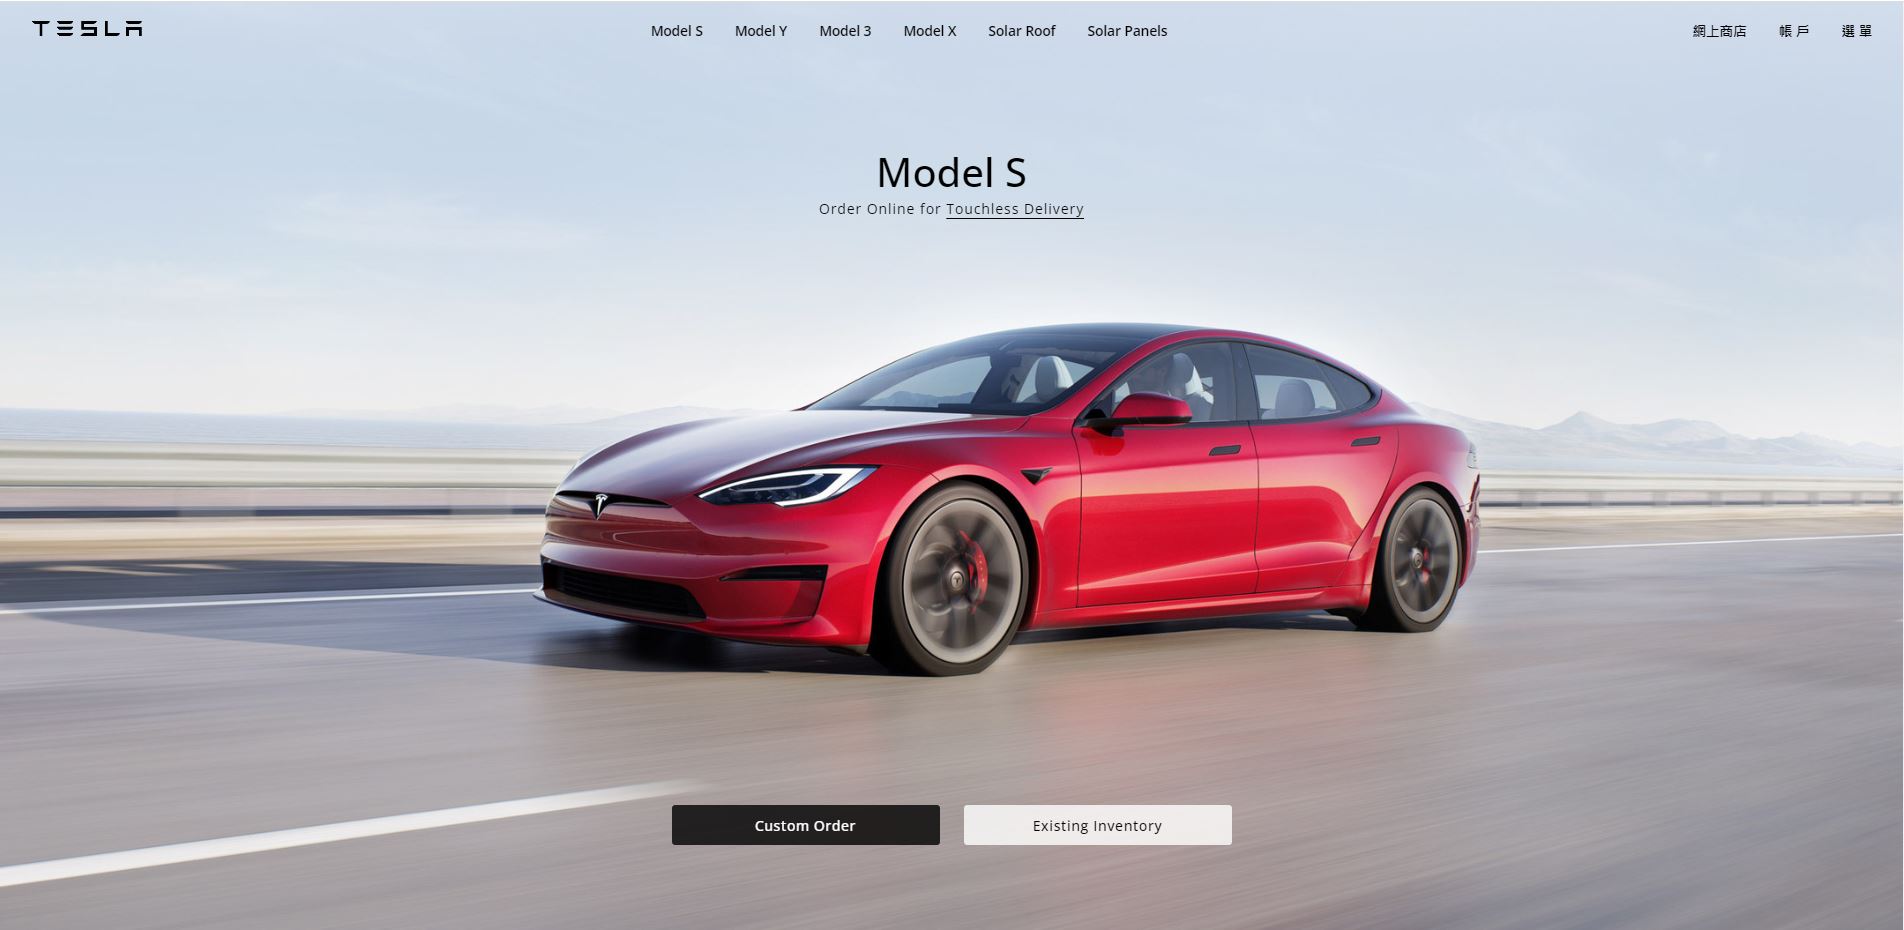 TESLA
Model S Model Y Model 3 Model X Solar Roof Solar Panels
網上商店 帳戶 選單
Model S
Order Online for Touchless Delivery
Custom Order Existing Inventory